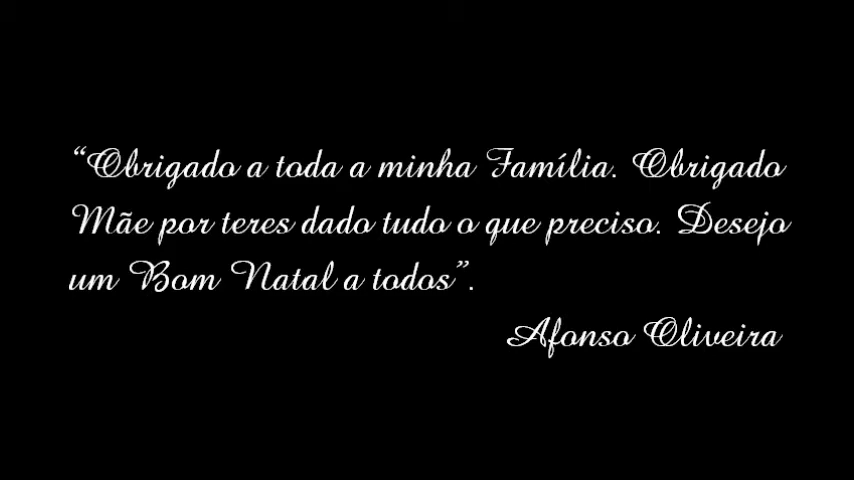 “Obrigado a toda a minha Família. Obrigado
Mãe por teres dado tudo o que preciso. Desejo
um Bom Natal a todos”.
Afonso Oliveira